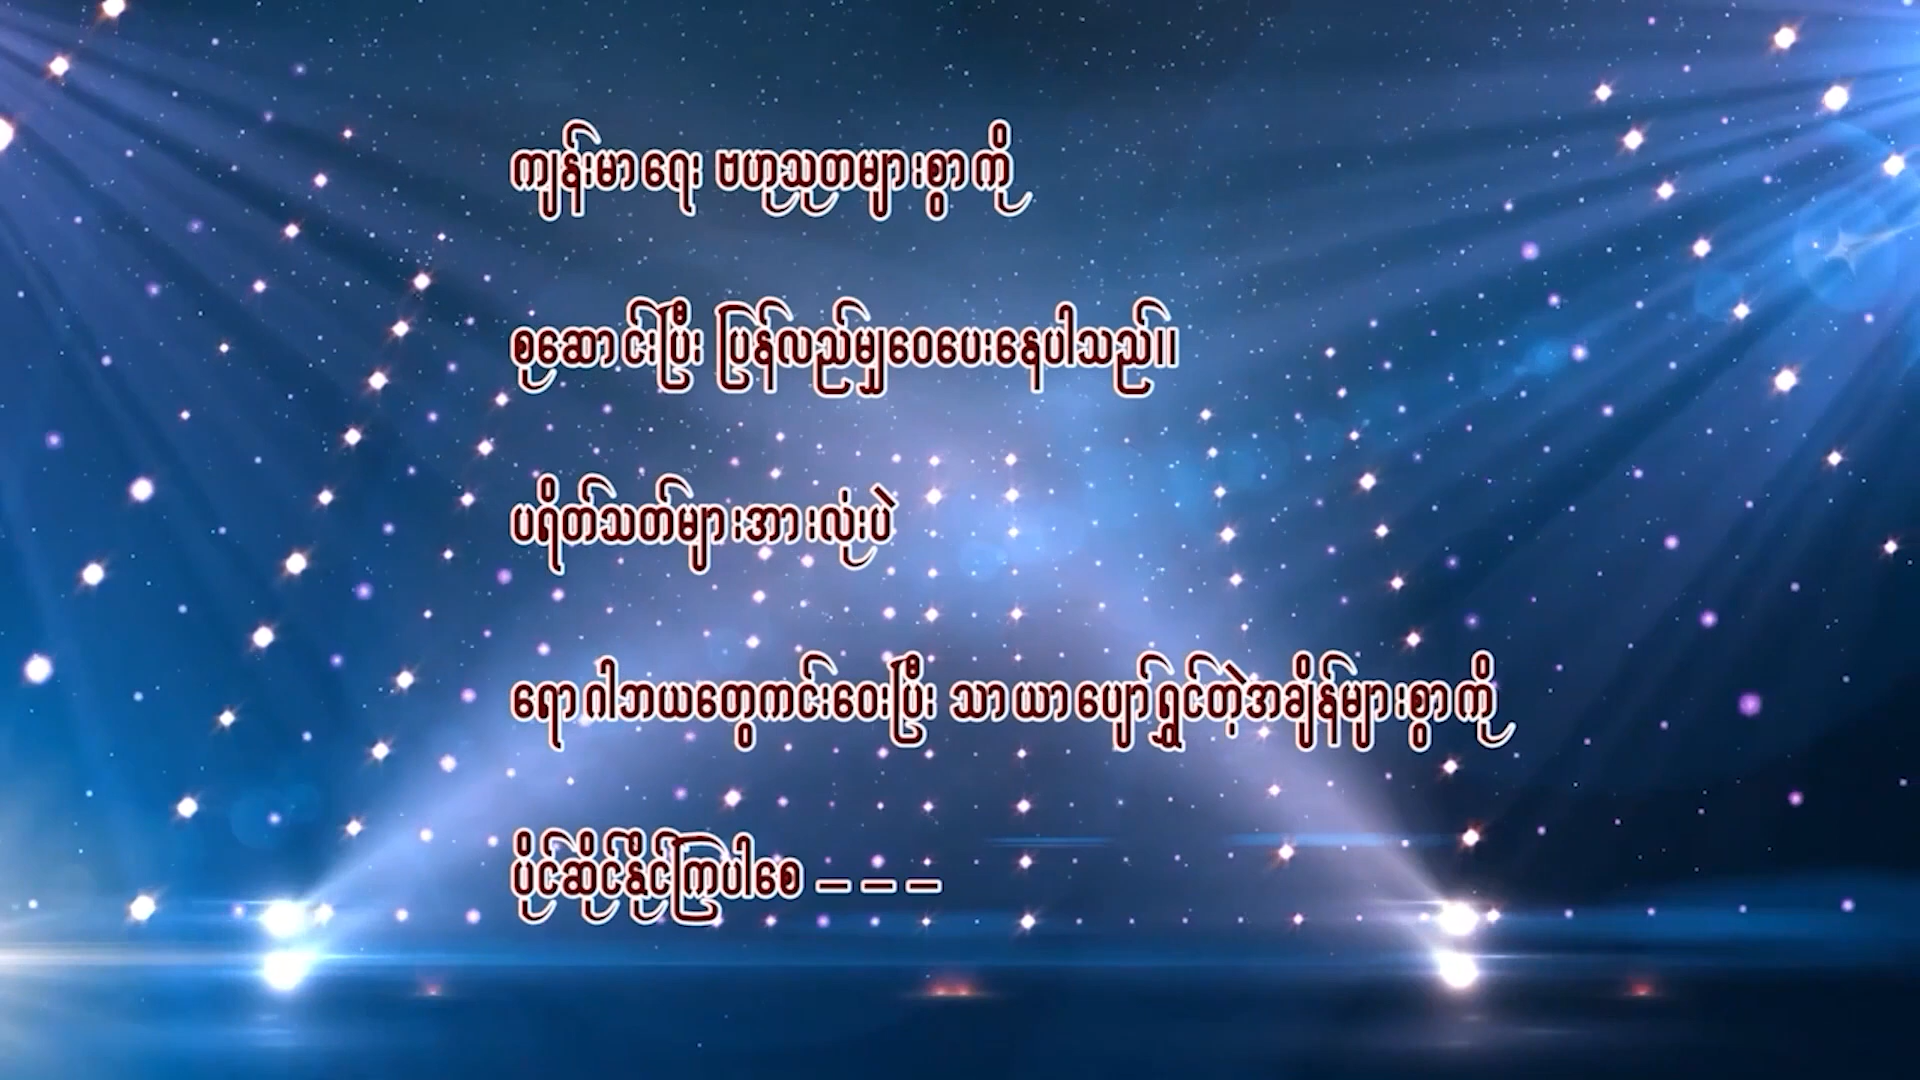 ကျန်းမာရေး ဗဟုသုတများစွာကို
စုဆောင်းပြီး ပြန်လည်မျှဝေပေးနေပါသည်။
ပရိတ်သတ်များအားလုံးပဲ
ရောဂါဘယတွေကင်းဝေးပြီး သာယာပျော်ရွှင်တဲ့အချိန်များစွာကို
ပိုင်ဆိုင်နိုင်ကြပါစေ – – –